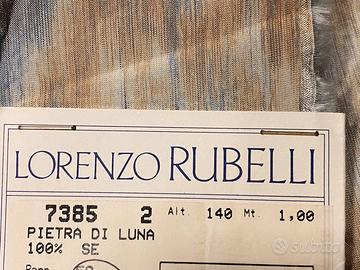 LORENZO RUBELLI
7385 2 Alt. 140 Mt. 1,00
PIETRA DI LUNA
100% SE
subito